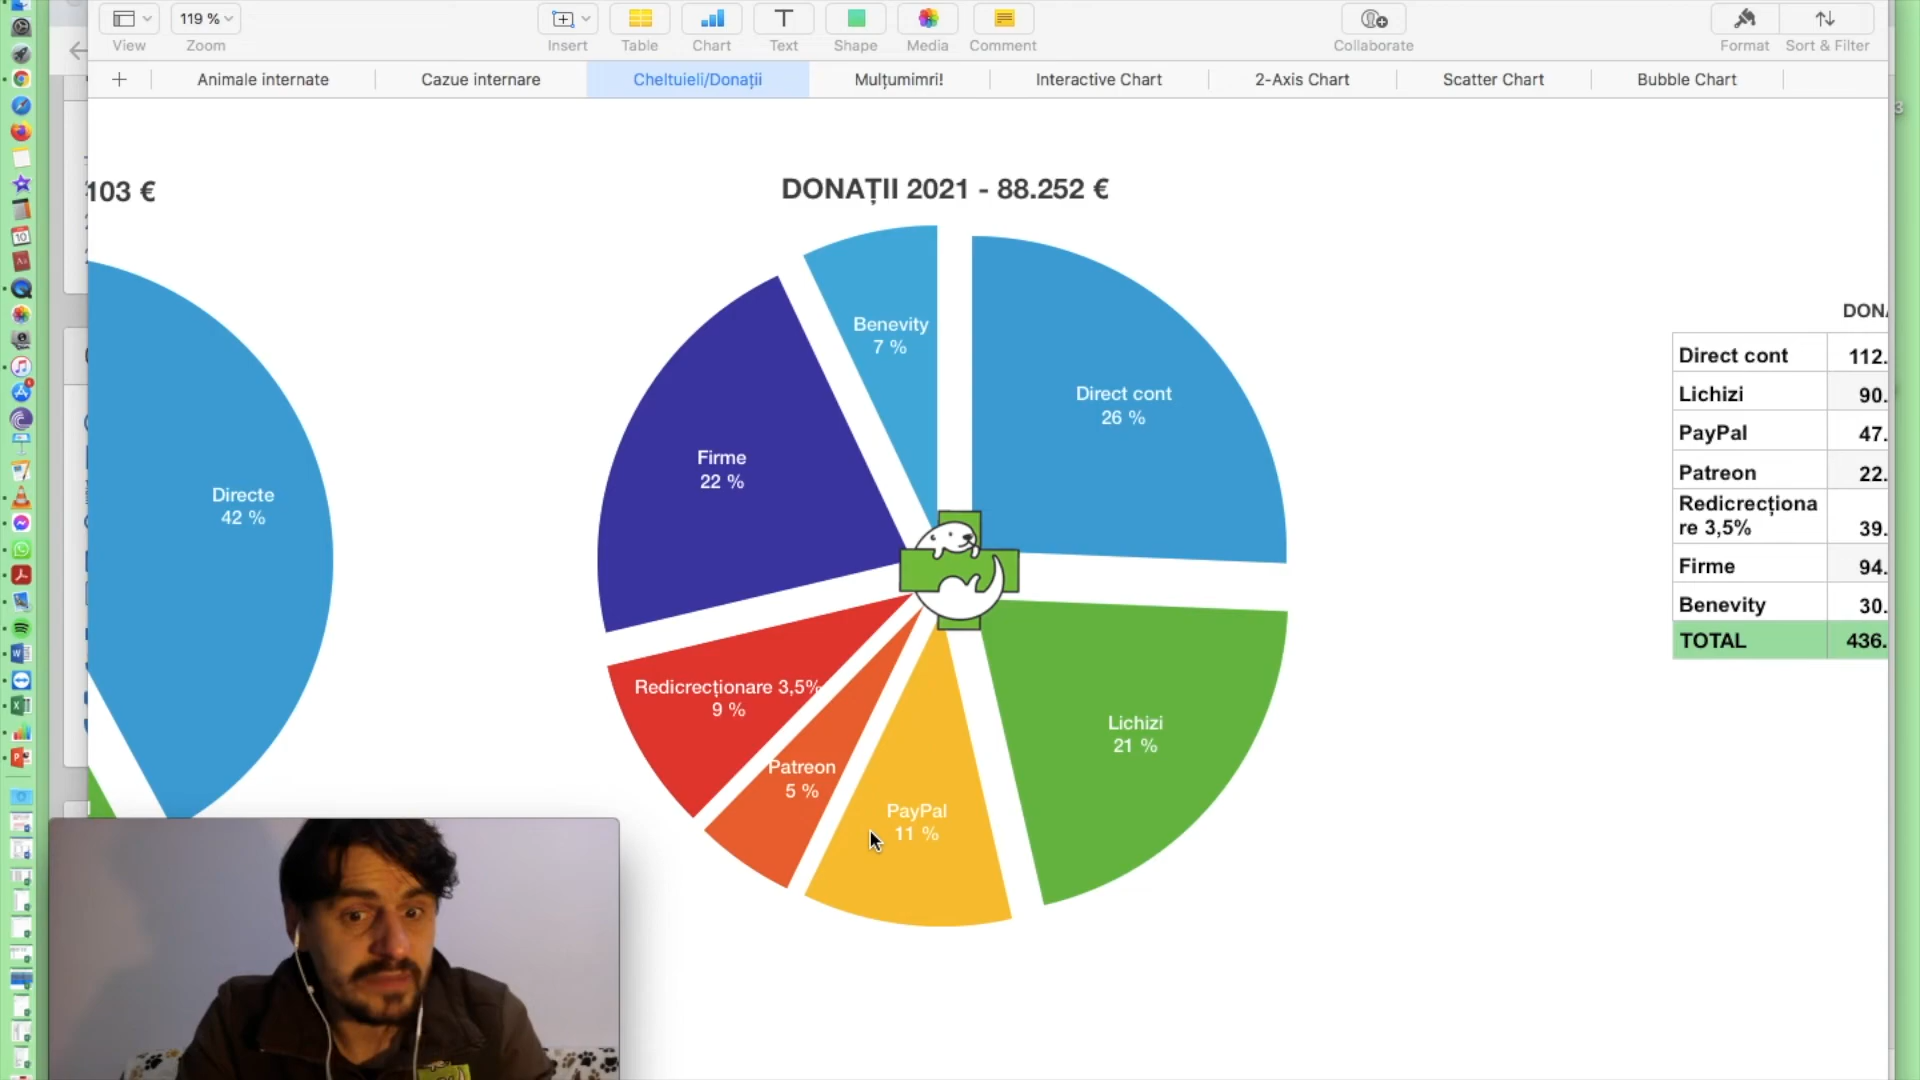 119 %
View
Zoom
Insert
Table
Chart
Text
Shape
Media
Comment
Collaborate
Format
Sort & Filter
Animale internate
Cazue internare
Cheltuieli/Donații
Mulțumimri!
Interactive Chart
2-Axis Chart
Scatter Chart
Bubble Chart
103 €
DONAȚII 2021 - 88.252 €
Directe
42 %
Benevity
7 %
Direct cont
26 %
Firme
22 %
Redicrecționare 3,5%
9 %
Patreon
5 %
PayPal
11 %
Lichizi
21 %
DONA
Direct cont 112.
Lichizi 90.
PayPal 47.
Patreon 22.
Redicrecționa
re 3,5% 39.
Firme 94.
Benevity 30.
TOTAL 436.